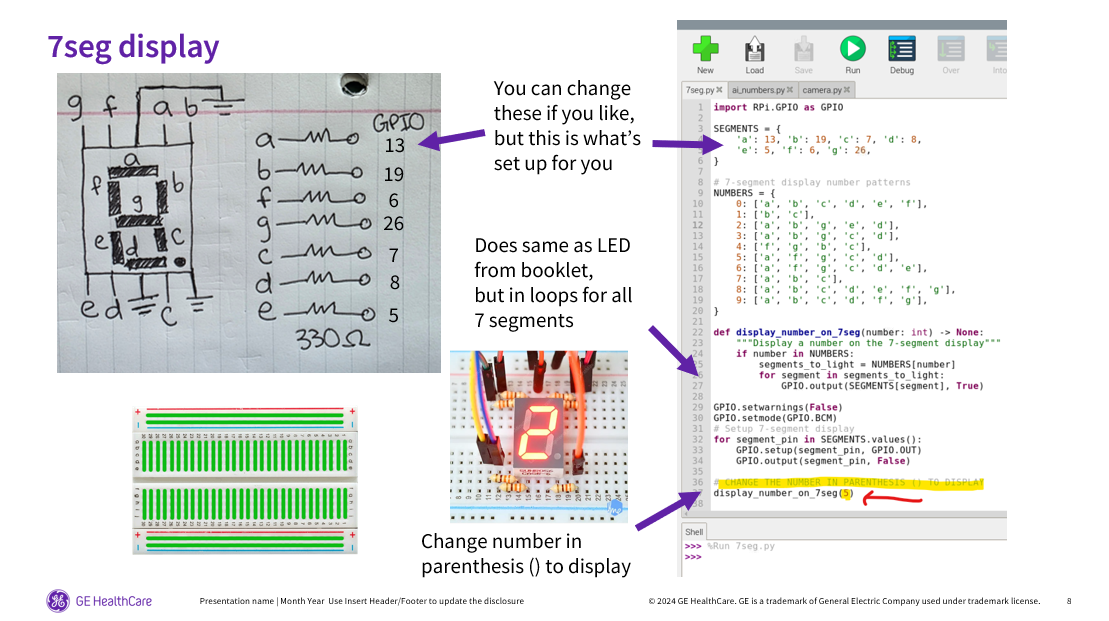 7seg display
g f a b
a
f b
g
e c
d
e d c
GPIO
a 13
b 19
f 6
g 26
c 7
d 8
e 5
330Ω
You can change
these if you like,
but this is what’s
set up for you
Does same as LED
from booklet,
but in loops for all
7 segments
Change number in
parenthesis () to display
New Load Save Run Debug Over Into
7seg.py ai_numbers.py camera.py
1 import RPi.GPIO as GPIO
2
3 SEGMENTS = {
'a': 13, 'b': 19, 'c': 7, 'd': 8,
5 'e': 5, 'f': 6, 'g': 26,
6 }
7
8 # 7-segment display number patterns
9 NUMBERS = {
10 0: ['a', 'b', 'c', 'd', 'e', 'f'],
11 1: ['b', 'c'],
12 2: ['a', 'b', 'g', 'e', 'd'],
13 3: ['a', 'b', 'g', 'c', 'd'],
14 4: ['f', 'g', 'b', 'c'],
15 5: ['a', 'f', 'g', 'c', 'd'],
16 6: ['a', 'f', 'g', 'c', 'd', 'e'],
17 7: ['a', 'b', 'c'],
18 8: ['a', 'b', 'c', 'd', 'e', 'f', 'g'],
19 9: ['a', 'b', 'c', 'd', 'f', 'g'],
20 }
21
22 def display_number_on_7seg(number: int) -> None:
23 """Display a number on the 7-segment display"""
24 if number in NUMBERS:
25 segments_to_light = NUMBERS[number]
26 for segment in segments_to_light:
27 GPIO.output(SEGMENTS[segment], True)
28
29 GPIO.setwarnings(False)
30 GPIO.setmode(GPIO.BCM)
31 # Setup 7-segment display
32 for segment_pin in SEGMENTS.values():
33 GPIO.setup(segment_pin, GPIO.OUT)
34 GPIO.output(segment_pin, False)
35
36 # CHANGE THE NUMBER IN PARENTHESIS () TO DISPLAY
display_number_on_7seg(5)
38
Shell
>>> %Run 7seg.py
>>>
2
GE HealthCare
Presentation name | Month Year Use Insert Header/Footer to update the disclosure
© 2024 GE HealthCare. GE is a trademark of General Electric Company used under trademark license.
8